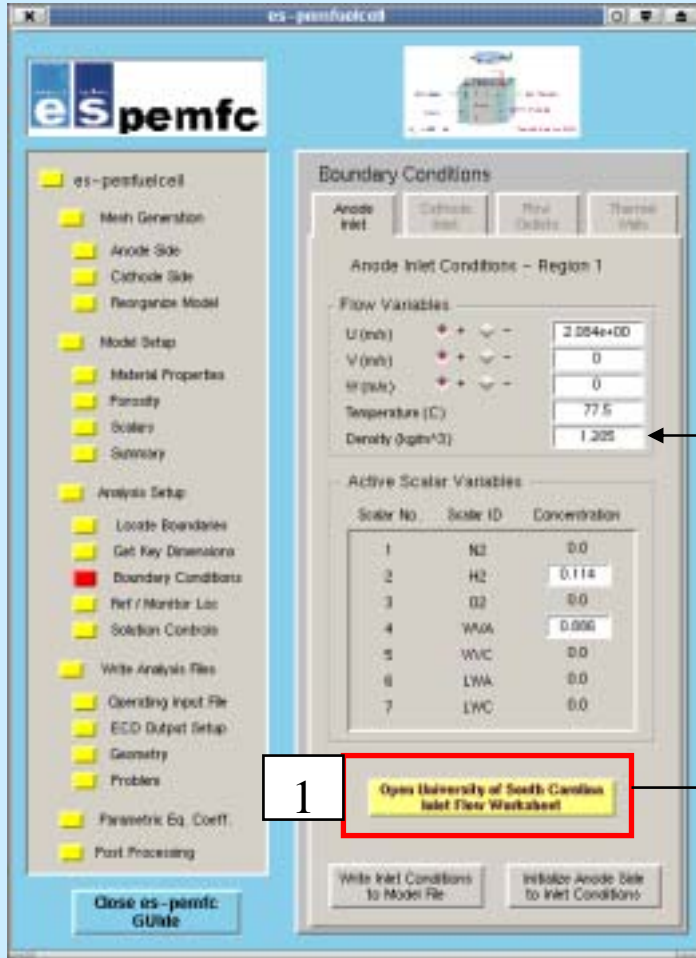 es-pemfuelcell
es pemfc
es-pemfuelcell
Mesh Generation
Anode Side
Cathode Side
Reorganize Model
Model Setup
Material Properties
Porosity
Scalars
Summary
Analysis Setup
Locate Boundaries
Get Key Dimensions
Boundary Conditions
Ref / Monitor Loc
Solution Controls
Write Analysis Files
Operating Input File
ECD Output Setup
Geometry
Problem
Parametric Eq. Coeff.
Post Processing
Close es-pemfc
GUIde
Boundary Conditions
Anode
Inlet
Cathode
Inlet
Flow
Outlets
Thermal
Walls
Anode Inlet Conditions - Region 1
Flow Variables
U (m/s) + - 2.084e+00
V (m/s) + - 0
W (m/s) + - 0
Temperature (C) 77.5
Density (kg/m^3) 1.205
Active Scalar Variables
Scalar No. Scalar ID Concentration
1 N2 0.0
2 H2 0.114
3 O2 0.0
4 WVA
5 WVC 0.0
6 LWA 0.0
7 LWC 0.0
1
Open University of South Carolina
Inlet Flow Worksheet
Write Inlet Conditions
to Model File
Initialize Anode Side
to Inlet Conditions